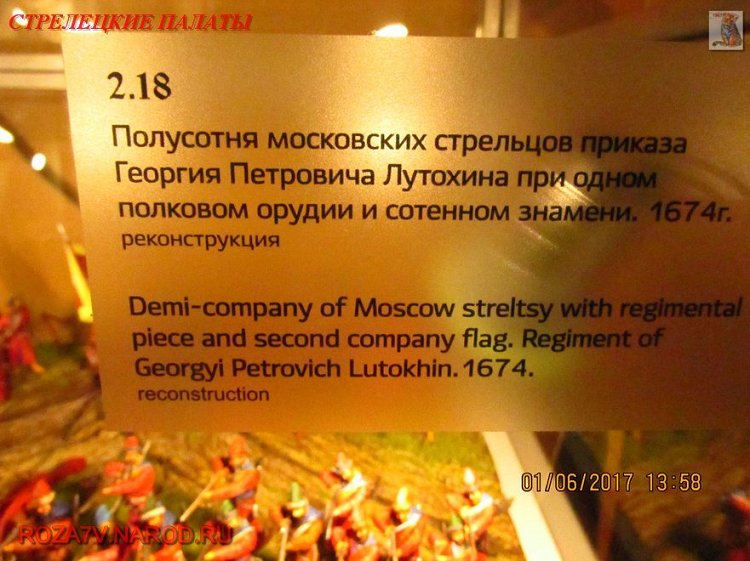 СТРЕЛЕЦКИЕ ПАЛАТЫ
2.18
Полусотня московских стрельцов приказа
Георгия Петровича Лутохина при одном
полковом орудии и сотенном знамени. 1674г.
реконструкция
Demi-company of Moscow streltsy with regimental
piece and second company flag. Regiment of
Georgyi Petrovich Lutokhin. 1674.
reconstruction
01/06/2017 13:58
ROZA7V.NAROD.RU